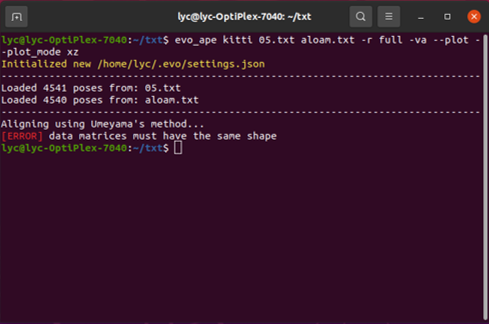 lyc@lyc-OptiPlex-7040: ~/txt
lyc@lyc-OptiPlex-7040:~/txt$ evo_ape kitti 05.txt aloam.txt -r full -va --plot -
-plot_mode xz
Initialized new /home/lyc/.evo/settings.json
--------------------------------------------------------------------------------
Loaded 4541 poses from: 05.txt
Loaded 4540 poses from: aloam.txt
--------------------------------------------------------------------------------
Aligning using Umeyama's method...
[ERROR] data matrices must have the same shape
lyc@lyc-OptiPlex-7040:~/txt$